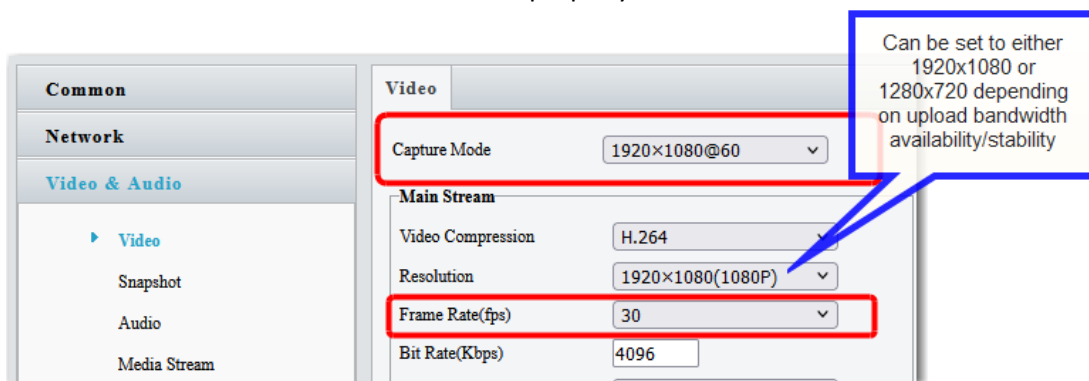 Can be set to either
1920x1080 or
1280x720 depending
on upload bandwidth
availability/stability
Common
Network
Video & Audio
Video
Snapshot
Audio
Media Stream
Video
Capture Mode 1920×1080@60
Main Stream
Video Compression H.264
Resolution 1920×1080(1080P)
Frame Rate(fps) 30
Bit Rate(Kbps) 4096